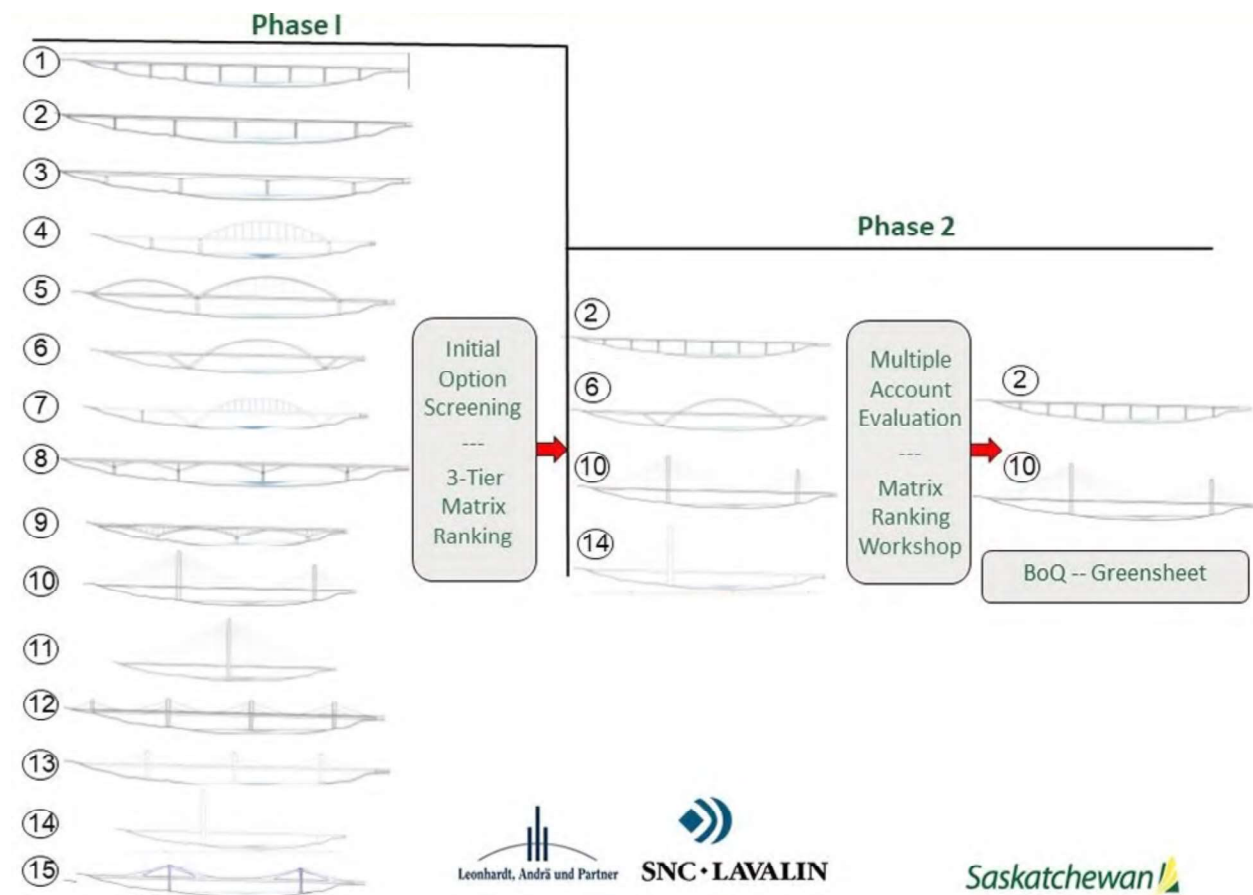 Phase I
1
2
3
4
5
6
7
8
9
10
11
12
13
14
15
Initial
Option
Screening
---
3-Tier
Matrix
Ranking
Phase 2
2
6
10
14
Multiple
Account
Evaluation
---
Matrix
Ranking
Workshop
2
10
BoQ -- Greensheet
Leonhardt, Andrä und Partner
SNC•LAVALIN
Saskatchewan